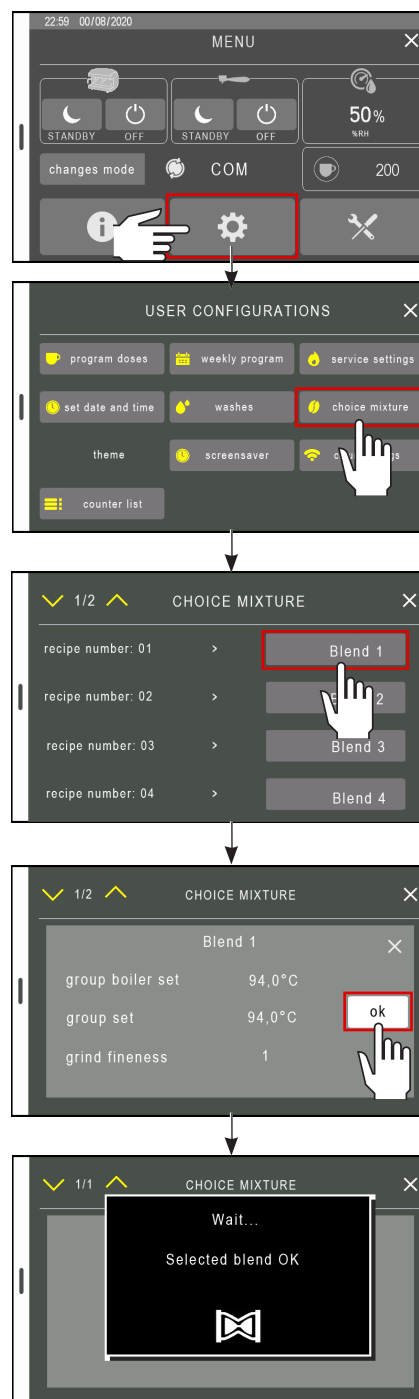 22:59 00/08/2020
MENU
STANDBY OFF STANDBY OFF
50%
%RH
changes mode COM 200
USER CONFIGURATIONS
program doses weekly program service settings
set date and time washes choice mixture
theme screensaver
counter list
1/2 CHOICE MIXTURE
recipe number: 01 > Blend 1
recipe number: 02 > 2
recipe number: 03 > Blend 3
recipe number: 04 > Blend 4
1/2 CHOICE MIXTURE
Blend 1
group boiler set 94,0°C
group set 94,0°C
ok
grind fineness 1
1/1 CHOICE MIXTURE
Wait...
Selected blend OK